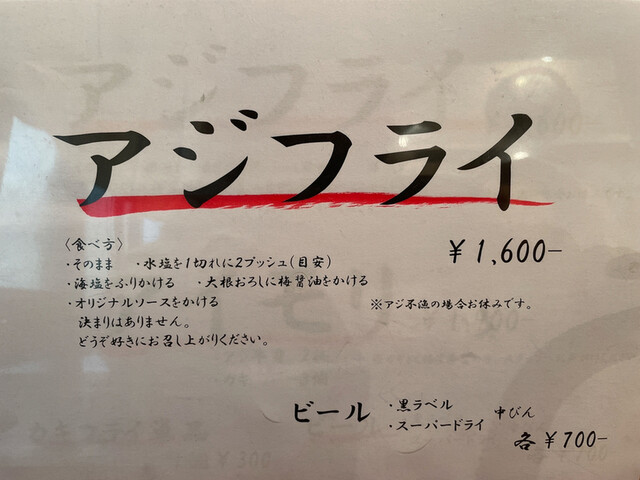 アジフライ
〈食べ方〉
・そのまま ・水塩を1切れに2プッシュ(目安)
・海塩をふりかける ・大根おろしに梅醤油をかける
・オリジナルソースをかける
決まりはありません。
どうぞ好きにお召し上がりください。
¥1,600-
※アジ不漁の場合お休みです。
ビール ・黒ラベル
・スーパードライ 中びん
各 ¥700-